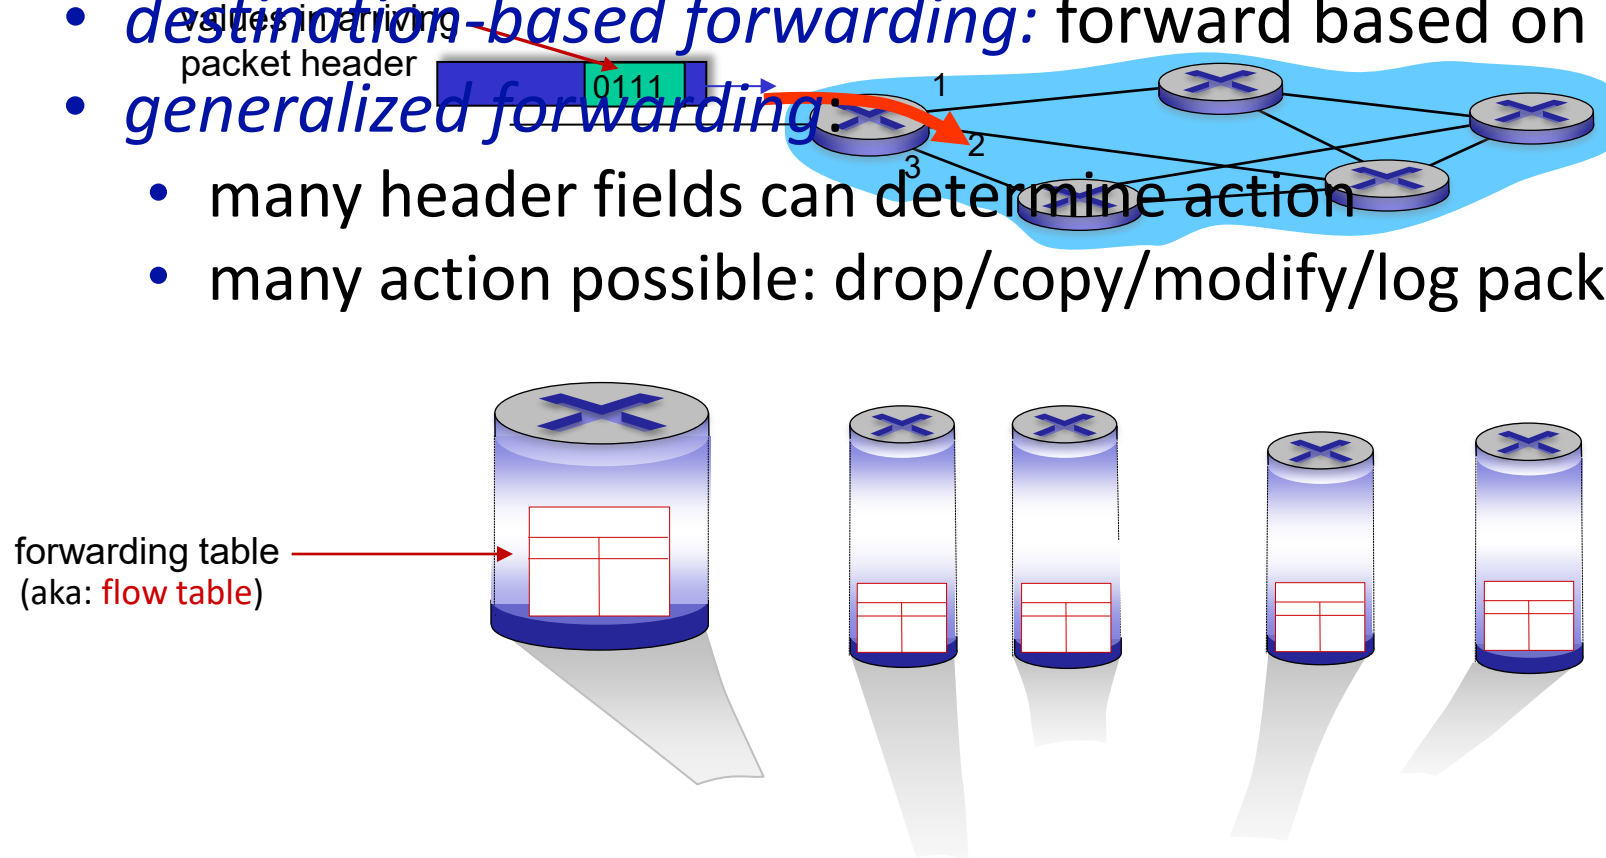 • destination-based forwarding: forward based on
values in arriving
packet header
0111
1
• generalized forwarding:
2
3
• many header fields can determine action
• many action possible: drop/copy/modify/log pack
forwarding table
(aka: flow table)